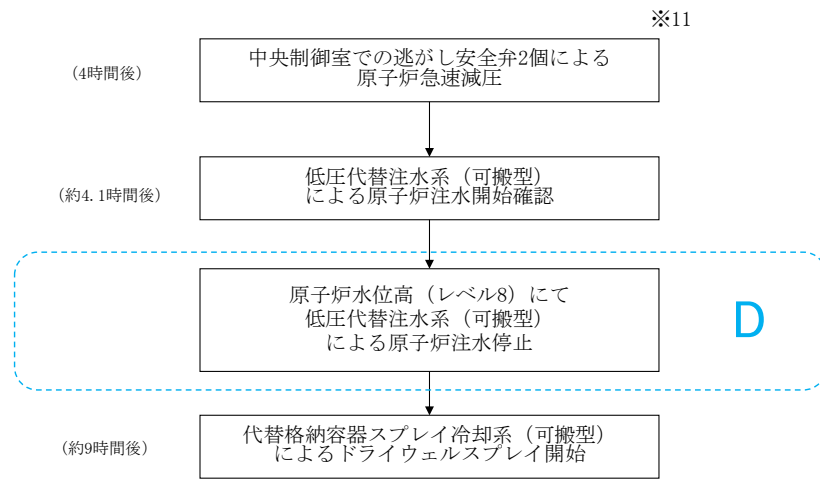 ※11
(4時間後)
中央制御室での逃がし安全弁2個による
原子炉急速減圧
(約4.1時間後)
低圧代替注水系(可搬型)
による原子炉注水開始確認
原子炉水位高(レベル8)にて
低圧代替注水系(可搬型)
による原子炉注水停止
D
(約9時間後)
代替格納容器スプレイ冷却系(可搬型)
によるドライウェルスプレイ開始